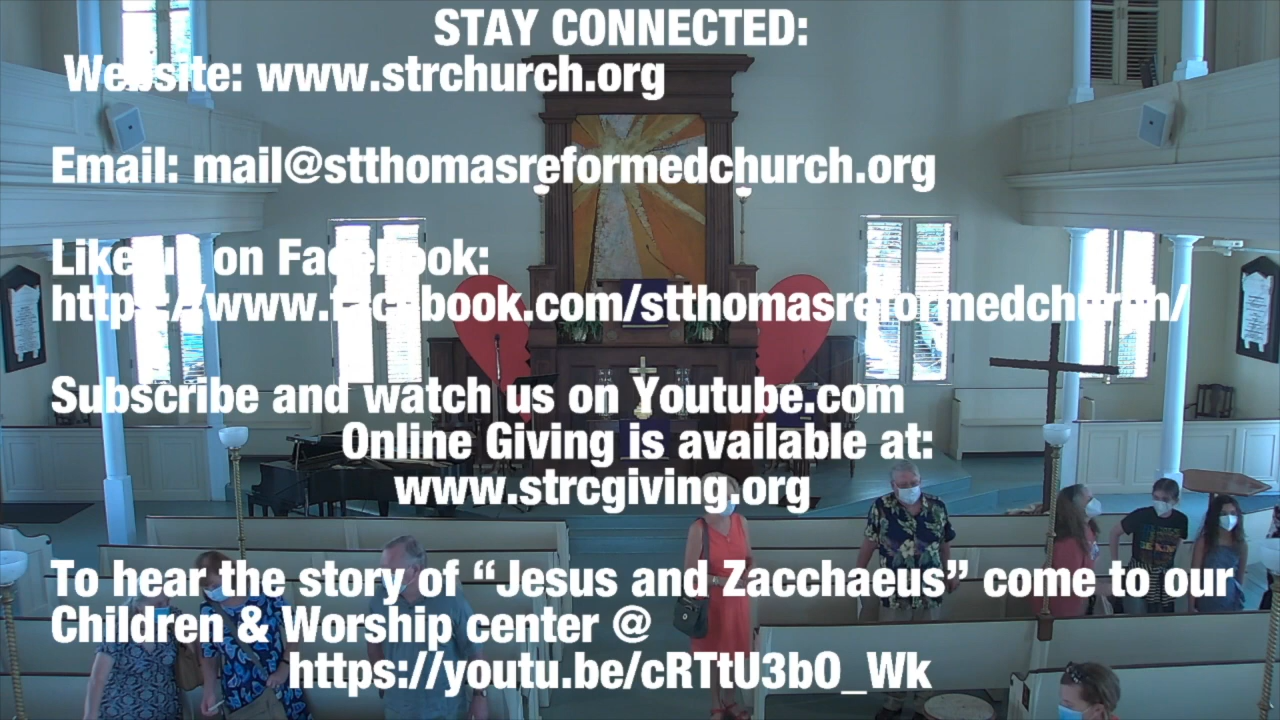 STAY CONNECTED:
Website: www.strchurch.org
Email: mail@stthomasreformedchurch.org
Like us on Facebook:
https://www.facebook.com/stthomasreformedchurch/
Subscribe and watch us on Youtube.com
Online Giving is available at:
www.strcgiving.org
To hear the story of “Jesus and Zacchaeus” come to our
Children & Worship center @
https://youtu.be/cRTtU3bO_Wk